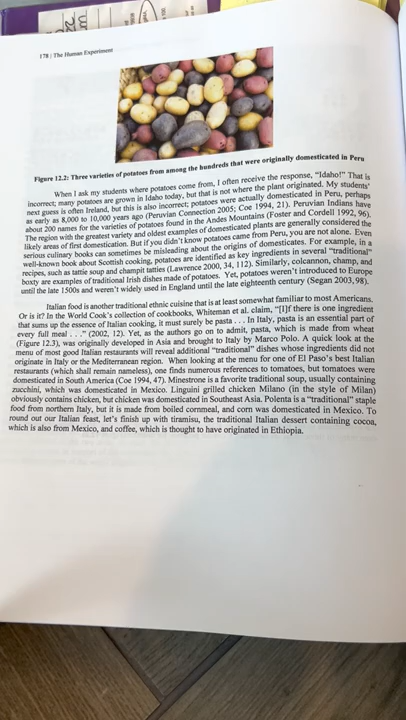 178 | The Human Experiment
Figure 12.2: Three varieties of potatoes from among the hundreds that were originally domesticated in Peru
When I ask my students where potatoes come from, I often receive the response, "Idaho!" That is
incorrect; many potatoes are grown in Idaho today, but that is not where the plant originated. My students'
next guess is often Ireland, but this is also incorrect; potatoes were actually domesticated in Peru, perhaps
as early as 8,000 to 10,000 years ago (Peruvian Connection 2005; Coe 1994, 21). Peruvian Indians have
about 200 names for the varieties of potatoes found in the Andes Mountains (Foster and Cordell 1992, 96).
The region with the greatest variety and oldest examples of domesticated plants are generally considered the
likely areas of first domestication. But if you didn't know potatoes came from Peru, you are not alone. Even
serious culinary books can sometimes be misleading about the origins of domesticates. For example, in a
well-known book about Scottish cooking, potatoes are identified as key ingredients in several "traditional"
recipes, such as tattie soup and champit tatties (Lawrence 2000, 34, 112). Similarly, colcannon, champ, and
boxty are examples of traditional Irish dishes made of potatoes. Yet, potatoes weren't introduced to Europe
until the late 1500s and weren't widely used in England until the late eighteenth century (Segan 2003, 98).
Italian food is another traditional ethnic cuisine that is at least somewhat familiar to most Americans.
Or is it? In the World Cook's collection of cookbooks, Whiteman et al. claim, "[I]f there is one ingredient
that sums up the essence of Italian cooking, it must surely be pasta . . . In Italy, pasta is an essential part of
every full meal . . ." (2002, 12). Yet, as the authors go on to admit, pasta, which is made from wheat
(Figure 12.3), was originally developed in Asia and brought to Italy by Marco Polo. A quick look at the
menu of most good Italian restaurants will reveal additional "traditional" dishes whose ingredients did not
originate in Italy or the Mediterranean region. When looking at the menu for one of El Paso's best Italian
restaurants (which shall remain nameless), one finds numerous references to tomatoes, but tomatoes were
domesticated in South America (Coe 1994, 47). Minestrone is a favorite traditional soup, usually containing
zucchini, which was domesticated in Mexico. Linguini grilled chicken Milano (in the style of Milan)
obviously contains chicken, but chicken was domesticated in Southeast Asia. Polenta is a "traditional" staple
food from northern Italy, but it is made from boiled cornmeal, and corn was domesticated in Mexico. To
round out our Italian feast, let's finish up with tiramisu, the traditional Italian dessert containing cocoa,
which is also from Mexico, and coffee, which is thought to have originated in Ethiopia.